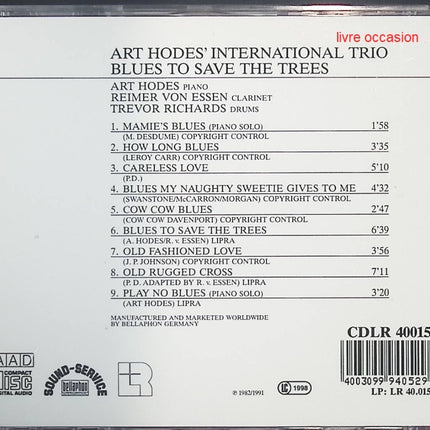 livre occasion
ART HODES' INTERNATIONAL TRIO
BLUES TO SAVE THE TREES
ART HODES PIANO
REIMER VON ESSEN CLARINET
TREVOR RICHARDS DRUMS
1. MAMIE'S BLUES (PIANO SOLO) 1'58
(M. DESDUME) COPYRIGHT CONTROL
2. HOW LONG BLUES 3'35
(LEROY CARR) COPYRIGHT CONTROL
3. CARELESS LOVE 5'10
(P.D.)
4. BLUES MY NAUGHTY SWEETIE GIVES TO ME 4'32
(SWANSTONE/McCARRON/MORGAN) COPYRIGHT CONTROL
5. COW COW BLUES 2'47
(COW COW DAVENPORT) COPYRIGHT CONTROL
6. BLUES TO SAVE THE TREES 6'39
(A. HODES/R. v. ESSEN) LIPRA
7. OLD FASHIONED LOVE 3'56
(J. P. JOHNSON) COPYRIGHT CONTROL
8. OLD RUGGED CROSS 7'11
(P. D. ADAPTED BY R. v. ESSEN) LIPRA
9. PLAY NO BLUES (PIANO SOLO) 3'20
(ART HODES) LIPRA
MANUFACTURED AND MARKETED WORLDWIDE
BY BELLAPHON GERMANY
CDLR 40015
AAD
COMPACT
DISC
DIGITAL AUDIO
SOUND-SERVICE
bellaphon
LR
℗ 1982/1991
LC 1998
4003099 940529
LP: LR 40.015